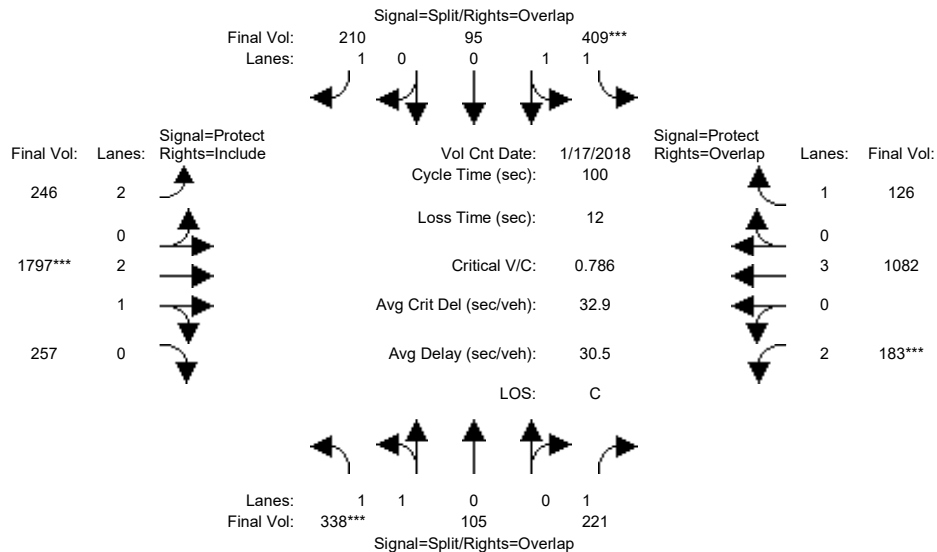 Signal=Split/Rights=Overlap
Final Vol: 210 95 409***
Lanes: 1 0 0 1 1
Signal=Protect Signal=Protect
Final Vol: Lanes: Rights=Include Vol Cnt Date: 1/17/2018 Rights=Overlap Lanes: Final Vol:
Cycle Time (sec): 100
246 2 1 126
Loss Time (sec): 12
0 0
1797*** 2 Critical V/C: 0.786 3 1082
1 Avg Crit Del (sec/veh): 32.9 0
257 0 Avg Delay (sec/veh): 30.5 2 183***
LOS: C
Lanes: 1 1 0 0 1
Final Vol: 338*** 105 221
Signal=Split/Rights=Overlap